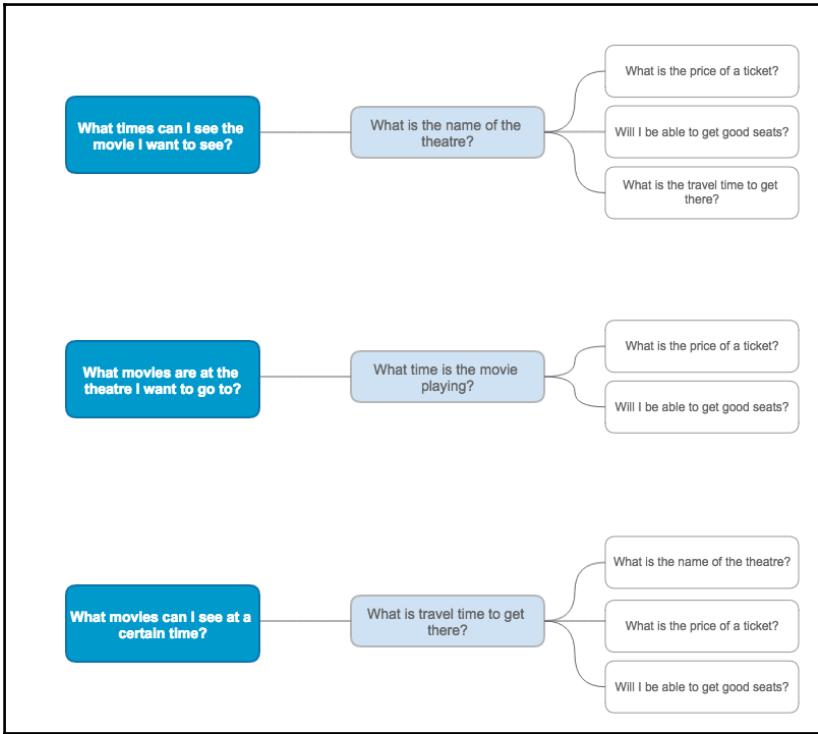 What is the price of a ticket?
What times can I see the
movie I want to see?
What is the name of the
theatre?
Will I be able to get good seats?
What is the travel time to get
there?
What is the price of a ticket?
What movies are at the
theatre I want to go to?
What time is the movie
playing?
Will I be able to get good seats?
What is the name of the theatre?
What movies can I see at a
certain time?
What is travel time to get
there?
What is the price of a ticket?
Will I be able to get good seats?